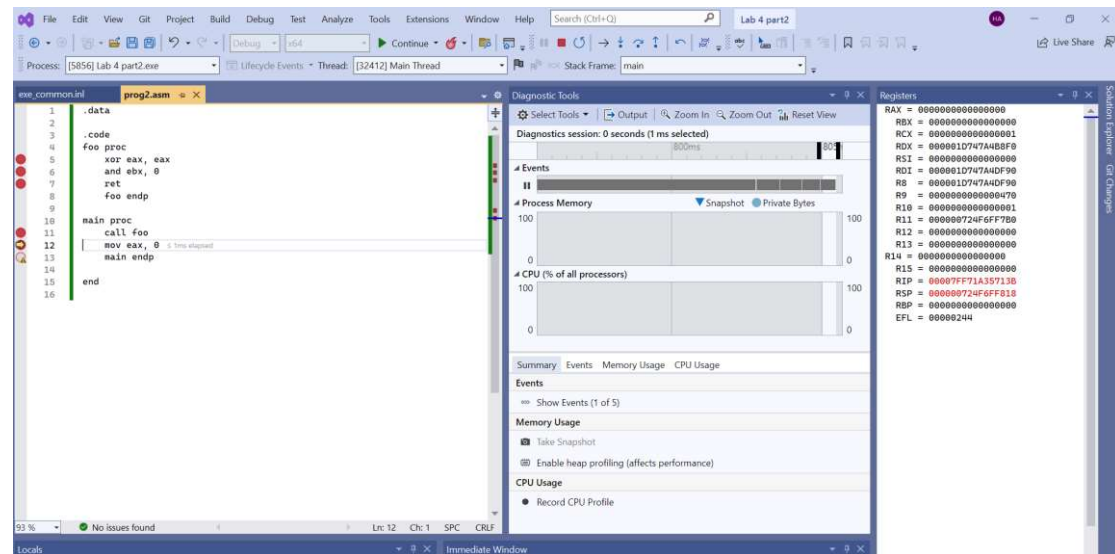 File Edit View Git Project Build Debug Test Analyze Tools Extensions Window Help Search (Ctrl+Q) Lab 4 part2 HA
Debug x64 Continue Live Share
Process: [5856] Lab 4 part2.exe Lifecycle Events Thread: [32412] Main Thread Stack Frame: main
exe_common.inl prog2.asm
1 .data
2
3 .code
4 foo proc
5 xor eax, eax
6 and ebx, 0
7 ret
8 foo endp
9
10 main proc
11 call foo
12 mov eax, 0 ≤ 1ms elapsed
13 main endp
14
15 end
16
93 % No issues found Ln: 12 Ch: 1 SPC CRLF
Locals
Diagnostic Tools
Select Tools Output Zoom In Zoom Out Reset View
Diagnostics session: 0 seconds (1 ms selected)
800ms 805
Events
Process Memory Snapshot Private Bytes
100 100
0 0
CPU (% of all processors)
100 100
0 0
Summary Events Memory Usage CPU Usage
Events
Show Events (1 of 5)
Memory Usage
Take Snapshot
Enable heap profiling (affects performance)
CPU Usage
Record CPU Profile
Immediate Window
Registers
RAX = 0000000000000000
RBX = 0000000000000000
RCX = 0000000000000001
RDX = 000001D747A4B8F0
RSI = 0000000000000000
RDI = 000001D747A4DF90
R8 = 000001D747A4DF90
R9 = 0000000000000470
R10 = 0000000000000001
R11 = 000000724F6FF7B0
R12 = 0000000000000000
R13 = 0000000000000000
R14 = 0000000000000000
R15 = 0000000000000000
RIP = 00007FF71A35713B
RSP = 000000724F6FF818
RBP = 0000000000000000
EFL = 00000244
Solution Explorer Git Changes